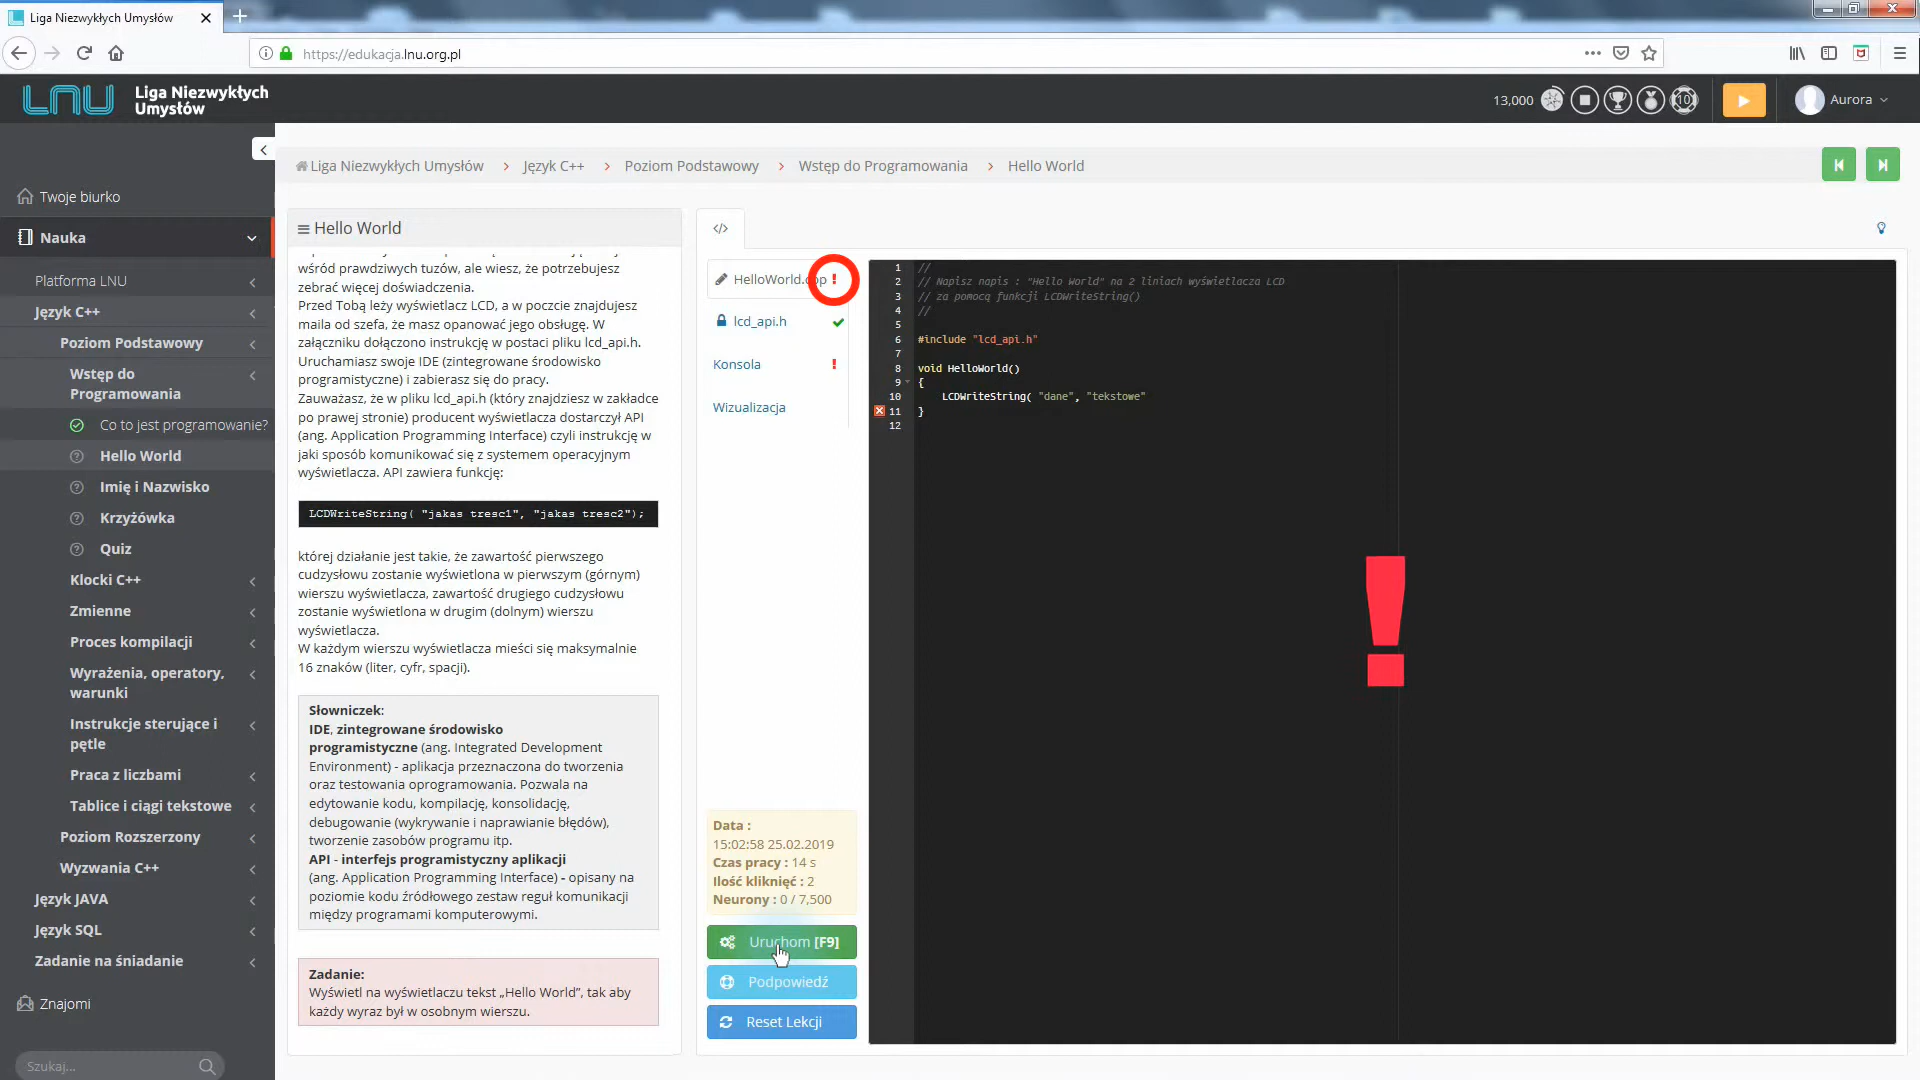 Liga Niezwykłych Umysłów
https://edukacja.lnu.org.pl
LNU
Liga Niezwykłych
Umysłów
13,000
10
Aurora
Twoje biurko
Nauka
Platforma LNU
Język C++
Poziom Podstawowy
Wstęp do
Programowania
Co to jest programowanie?
Hello World
Imię i Nazwisko
Krzyżówka
Quiz
Klocki C++
Zmienne
Proces kompilacji
Wyrażenia, operatory,
warunki
Instrukcje sterujące i
pętle
Praca z liczbami
Tablice i ciągi tekstowe
Poziom Rozszerzony
Wyzwania C++
Język JAVA
Język SQL
Zadanie na śniadanie
Znajomi
Szukaj...
Liga Niezwykłych Umysłów > Język C++ > Poziom Podstawowy > Wstęp do Programowania > Hello World
Hello World
wśród prawdziwych tuzów, ale wiesz, że potrzebujesz
zebrać więcej doświadczenia.
Przed Tobą leży wyświetlacz LCD, a w poczcie znajdujesz
maila od szefa, że masz opanować jego obsługę. W
załączniku dołączono instrukcję w postaci pliku lcd_api.h.
Uruchamiasz swoje IDE (zintegrowane środowisko
programistyczne) i zabierasz się do pracy.
Zauważasz, że w pliku lcd_api.h (który znajdziesz w zakładce
po prawej stronie) producent wyświetlacza dostarczył API
(ang. Application Programming Interface) czyli instrukcję w
jaki sposób komunikować się z systemem operacyjnym
wyświetlacza. API zawiera funkcję:
LCDWriteString( "jakas tresc1", "jakas tresc2");
której działanie jest takie, że zawartość pierwszego
cudzysłowu zostanie wyświetlona w pierwszym (górnym)
wierszu wyświetlacza, zawartość drugiego cudzysłowu
zostanie wyświetlona w drugim (dolnym) wierszu
wyświetlacza.
W każdym wierszu wyświetlacza mieści się maksymalnie
16 znaków (liter, cyfr, spacji).
Słowniczek:
IDE, zintegrowane środowisko
programistyczne (ang. Integrated Development
Environment) - aplikacja przeznaczona do tworzenia
oraz testowania oprogramowania. Pozwala na
edytowanie kodu, kompilację, konsolidację,
debugowanie (wykrywanie i naprawianie błędów),
tworzenie zasobów programu itp.
API - interfejs programistyczny aplikacji
(ang. Application Programming Interface) - opisany na
poziomie kodu źródłowego zestaw reguł komunikacji
między programami komputerowymi.
Zadanie:
Wyświetl na wyświetlaczu tekst „Hello World”, tak aby
każdy wyraz był w osobnym wierszu.
</>
HelloWorld.cpp !
lcd_api.h
Konsola !
Wizualizacja
Data :
15:02:58 25.02.2019
Czas pracy : 14 s
Ilość kliknięć : 2
Neurony : 0 / 7,500
Uruchom [F9]
Podpowiedź
Reset Lekcji
1 //
2 // Napisz napis : "Hello World" na 2 liniach wyświetlacza LCD
3 // za pomocą funkcji LCDWriteString()
4 //
5
6 #include "lcd_api.h"
7
8 void HelloWorld()
9 {
10 LCDWriteString( "dane", "tekstowe"
11 }
12
!